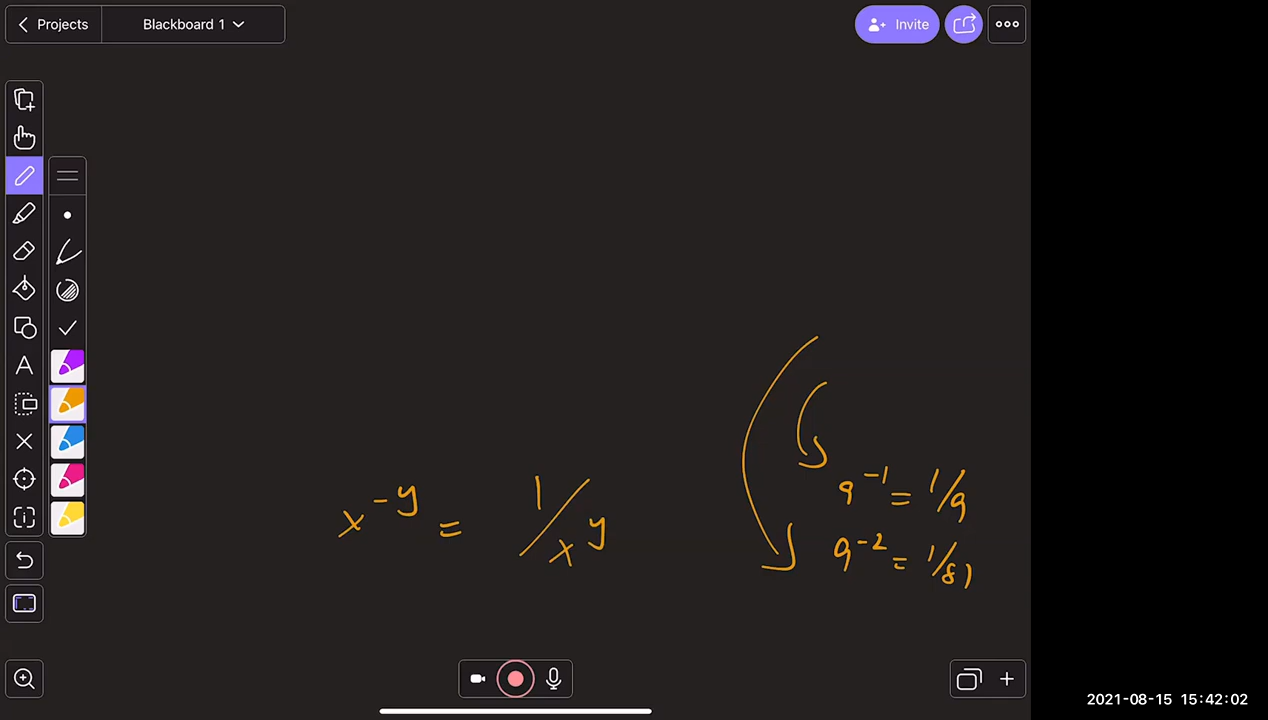 Projects
Blackboard 1
Invite
A
x^-y = 1/x^y
9^-1 = 1/9
9^-2 = 1/81
2021-08-15 15:42:02